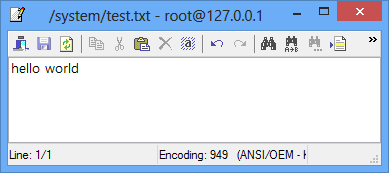 /system/test.txt - root@127.0.0.1
hello world
Line: 1/1
Encoding: 949 (ANSI/OEM -